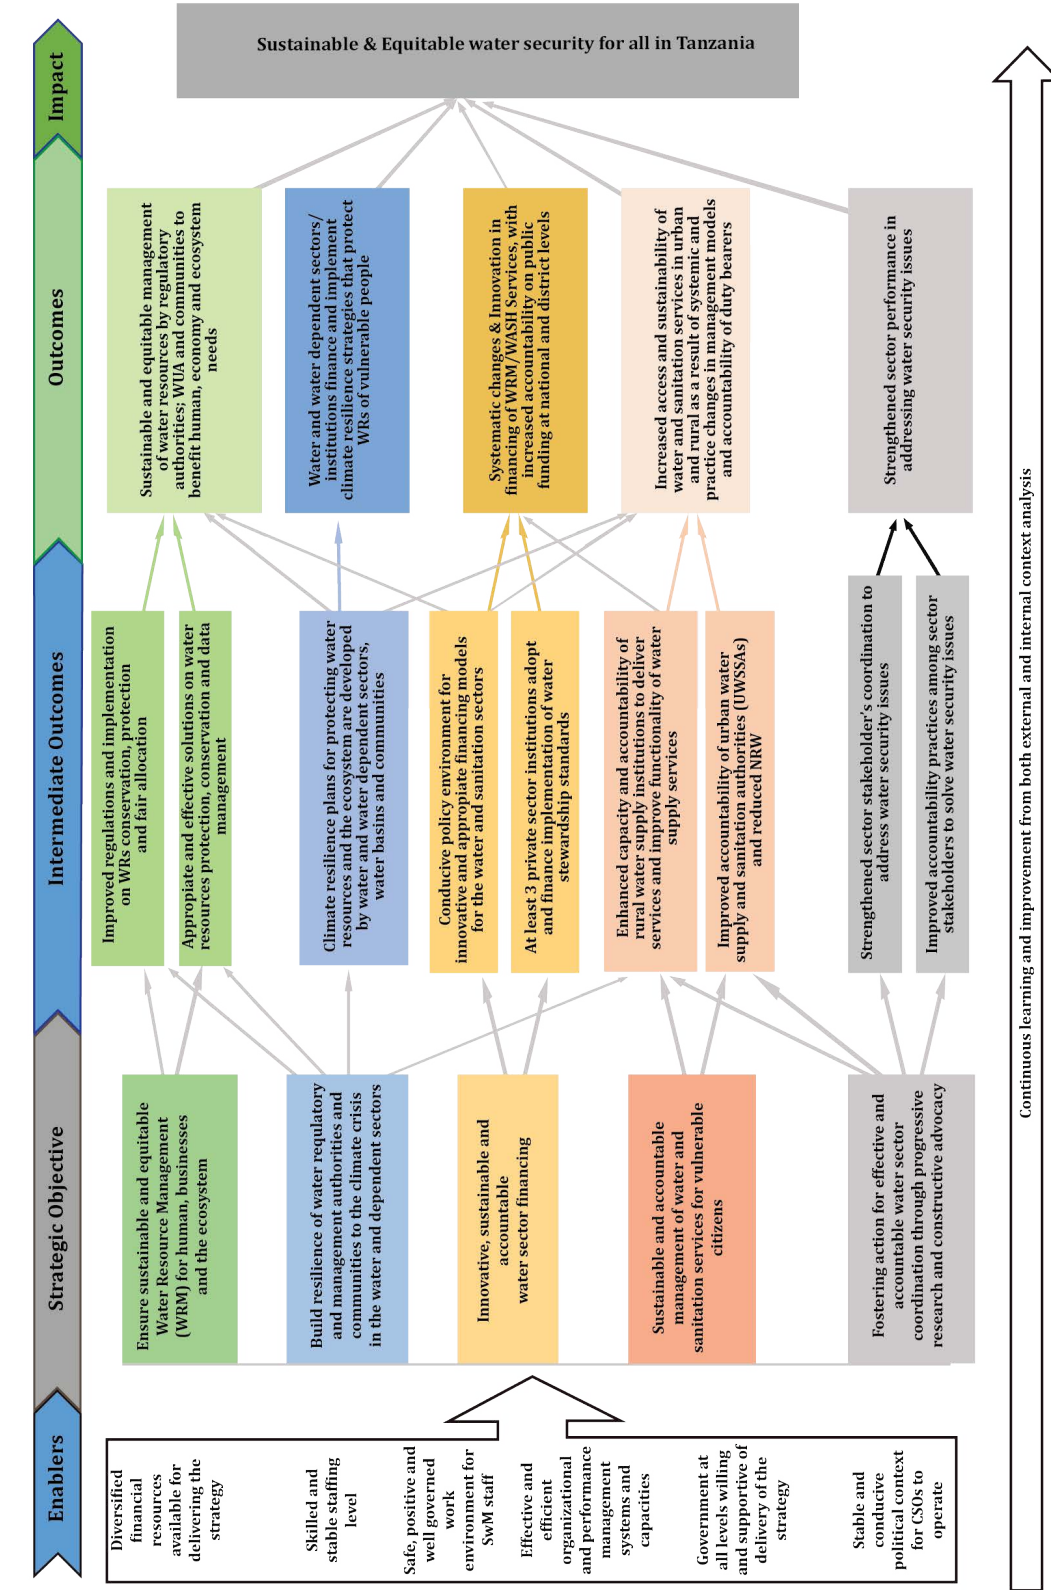 Impact
Sustainable & Equitable water security for all in Tanzania
Outcomes
Sustainable and equitable management
of water resources by regulatory
authorities; WUA and communities to
benefit human, economy and ecosystem
needs
Water and water dependent sectors/
institutions finance and implement
climate resilience strategies that protect
WRs of vulnerable people
Systematic changes & Innovation in
financing of WRM/WASH Services, with
increased accountability on public
funding at national and district levels
Increased access and sustainability of
water and sanitation services in urban
and rural as a result of systemic and
practice changes in management models
and accountability of duty bearers
Strengthened sector performance in
addressing water security issues
Intermediate Outcomes
Improved regulations and implementation
on WRs conservation, protection
and fair allocation
Appropiate and effective solutions on water
resources protection, conservation and data
management
Climate resilience plans for protecting water
resources and the ecosystem are developed
by water and water dependent sectors,
water basins and communities
Conducive policy environment for
innovative and appropiate financing models
for the water and sanitation sectors
At least 3 private sector institutions adopt
and finance implementation of water
stewardship standards
Enhanced capacity and accountability of
rural water supply institutions to deliver
services and improve functionality of water
supply services
Improved accountability of urban water
supply and sanitation authorities (UWSSAs)
and reduced NRW
Strengthened sector stakeholder's coordination to
address water security issues
Improved accountability practices among sector
stakeholders to solve water security issues
Strategic Objective
Ensure sustainable and equitable
Water Resource Management
(WRM) for human, businesses
and the ecosystem
Build resilience of water requlatory
and management authorities and
communities to the climate crisis
in the water and dependent sectors
Innovative, sustainable and
accountable
water sector financing
Sustainable and accountable
management of water and
sanitation services for vulnerable
citizens
Fostering action for effective and
accountable water sector
coordination through progressive
research and constructive advocacy
Enablers
Diversified
financial
resources
available for
delivering the
strategy
Skilled and
stable staffing
level
Safe, positive and
well governed
work
environment for
SwM staff
Effective and
efficient
organizational
and performance
management
systems and
capacities
Government at
all levels willing
and supportive of
delivery of the
strategy
Stable and
conducive
political context
for CSOs to
operate
Continuous learning and improvement from both external and internal context analysis